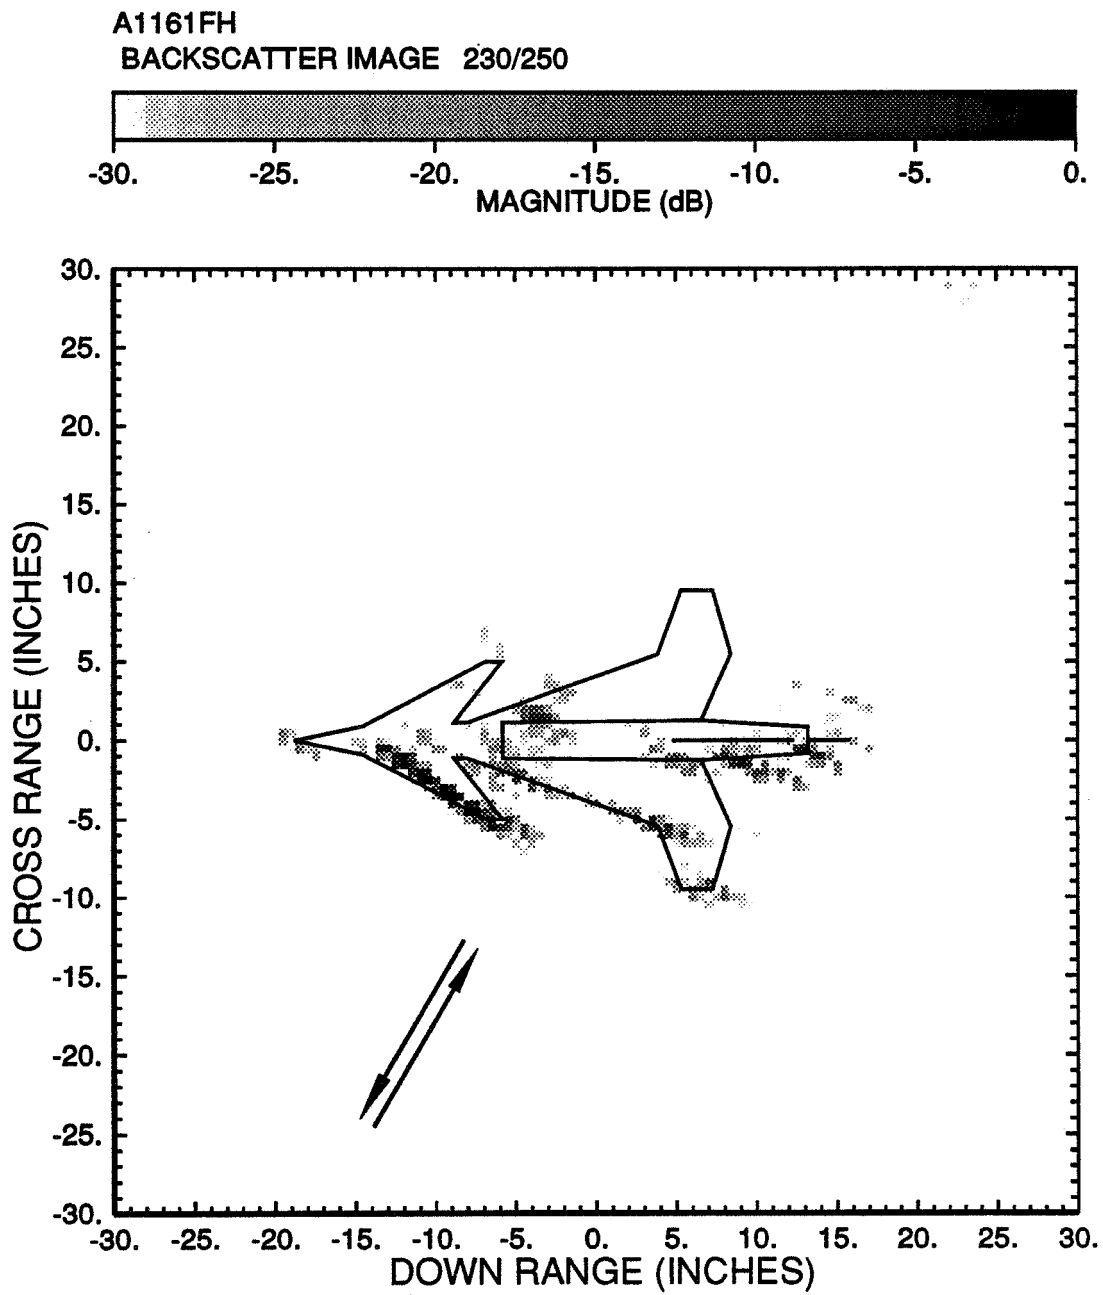 A1161FH
BACKSCATTER IMAGE 230/250
-30. -25. -20. -15. -10. -5. 0.
MAGNITUDE (dB)
30.
25.
20.
15.
10.
5.
0.
-5.
-10.
-15.
-20.
-25.
-30.
CROSS RANGE (INCHES)
-30. -25. -20. -15. -10. -5. 0. 5. 10. 15. 20. 25. 30.
DOWN RANGE (INCHES)